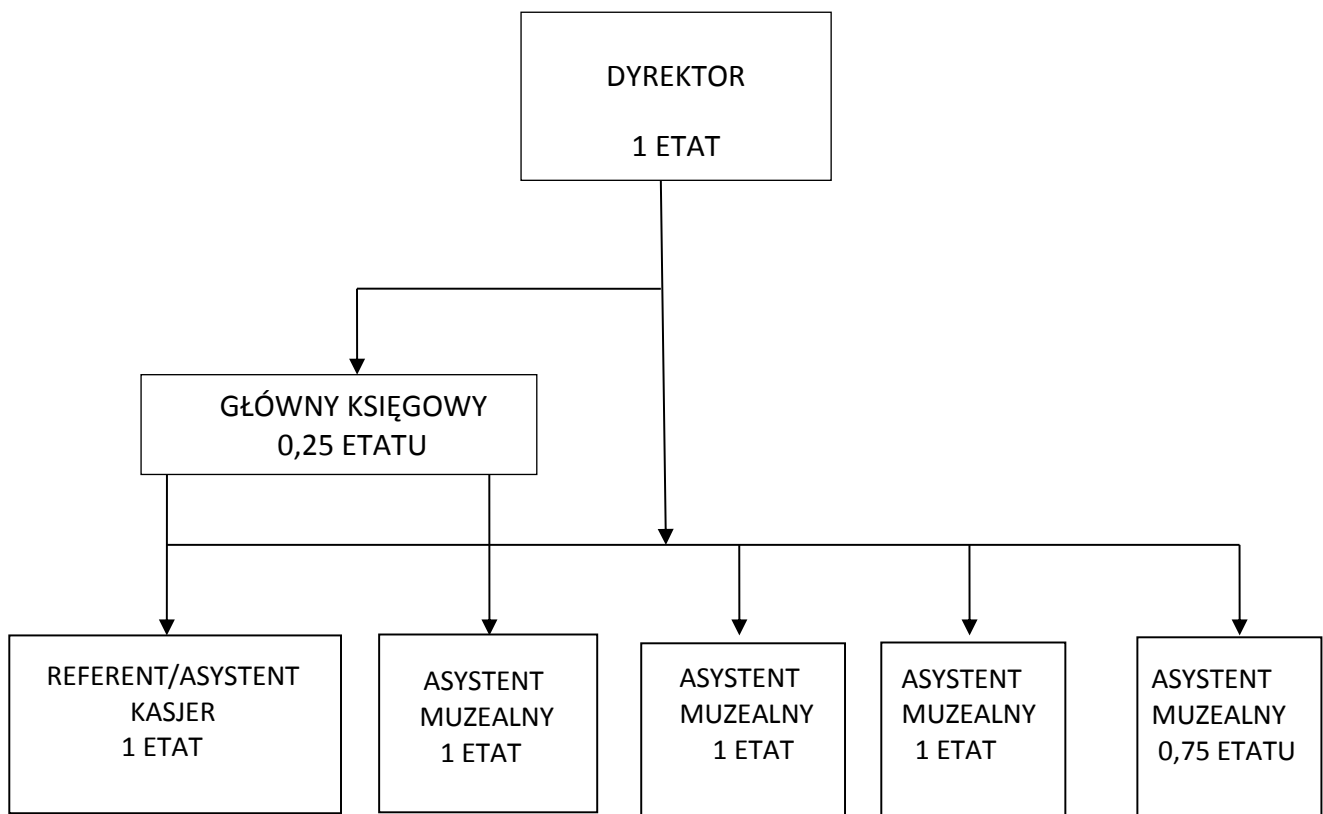 DYREKTOR
1 ETAT
GŁÓWNY KSIĘGOWY
0,25 ETATU
REFERENT/ASYSTENT
KASJER
1 ETAT
ASYSTENT
MUZEALNY
1 ETAT
ASYSTENT
MUZEALNY
1 ETAT
ASYSTENT
MUZEALNY
1 ETAT
ASYSTENT
MUZEALNY
0,75 ETATU